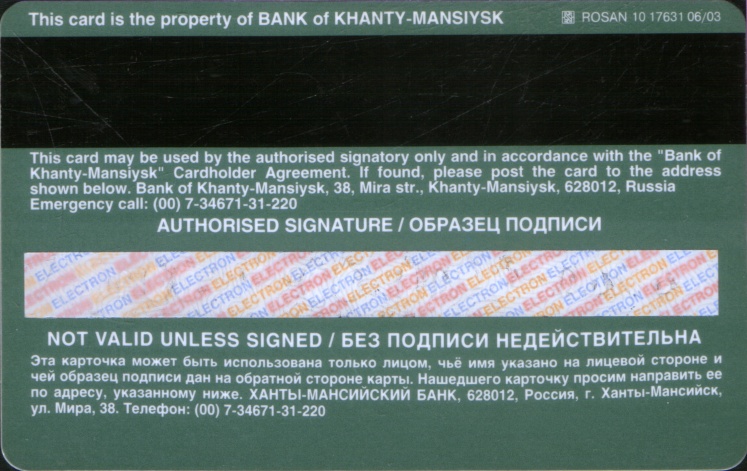 This card is the property of BANK of KHANTY-MANSIYSK
ROSAN 10 17631 06/03
This card may be used by the authorised signatory only and in accordance with the "Bank of
Khanty-Mansiysk" Cardholder Agreement. If found, please post the card to the address
shown below. Bank of Khanty-Mansiysk, 38, Mira str., Khanty-Mansiysk, 628012, Russia
Emergency call: (00) 7-34671-31-220
AUTHORISED SIGNATURE / ОБРАЗЕЦ ПОДПИСИ
ELECTRON ELECTRON ELECTRON ELECTRON ELECTRON ELECTRON
NOT VALID UNLESS SIGNED / БЕЗ ПОДПИСИ НЕДЕЙСТВИТЕЛЬНА
Эта карточка может быть использована только лицом, чьё имя указано на лицевой стороне и
чей образец подписи дан на обратной стороне карты. Нашедшего карточку просим направить ее
по адресу, указанному ниже. ХАНТЫ-МАНСИЙСКИЙ БАНК, 628012, Россия, г. Ханты-Мансийск,
ул. Мира, 38. Телефон: (00) 7-34671-31-220